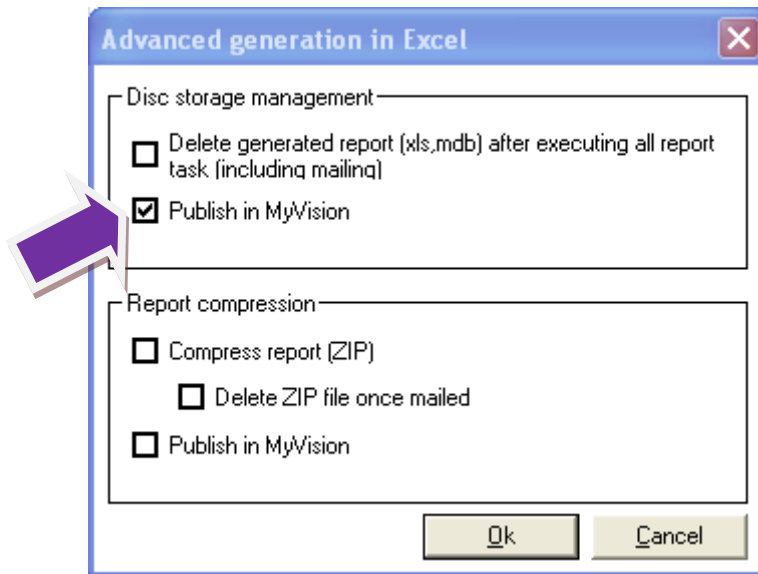 Advanced generation in Excel
Disc storage management
Delete generated report (xls,mdb) after executing all report
task (including mailing)
Publish in MyVision
Report compression
Compress report (ZIP)
Delete ZIP file once mailed
Publish in MyVision
Ok
Cancel